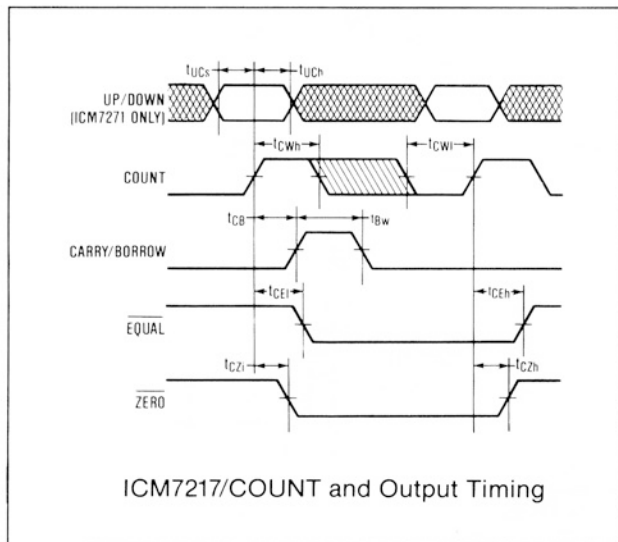 tUCs tUCh
UP/DOWN
(ICM7271 ONLY)
tCWh tCWl
COUNT
tCB tBw
CARRY/BORROW
tCEl tCEh
EQUAL
tCZl tCZh
ZERO
ICM7217/COUNT and Output Timing